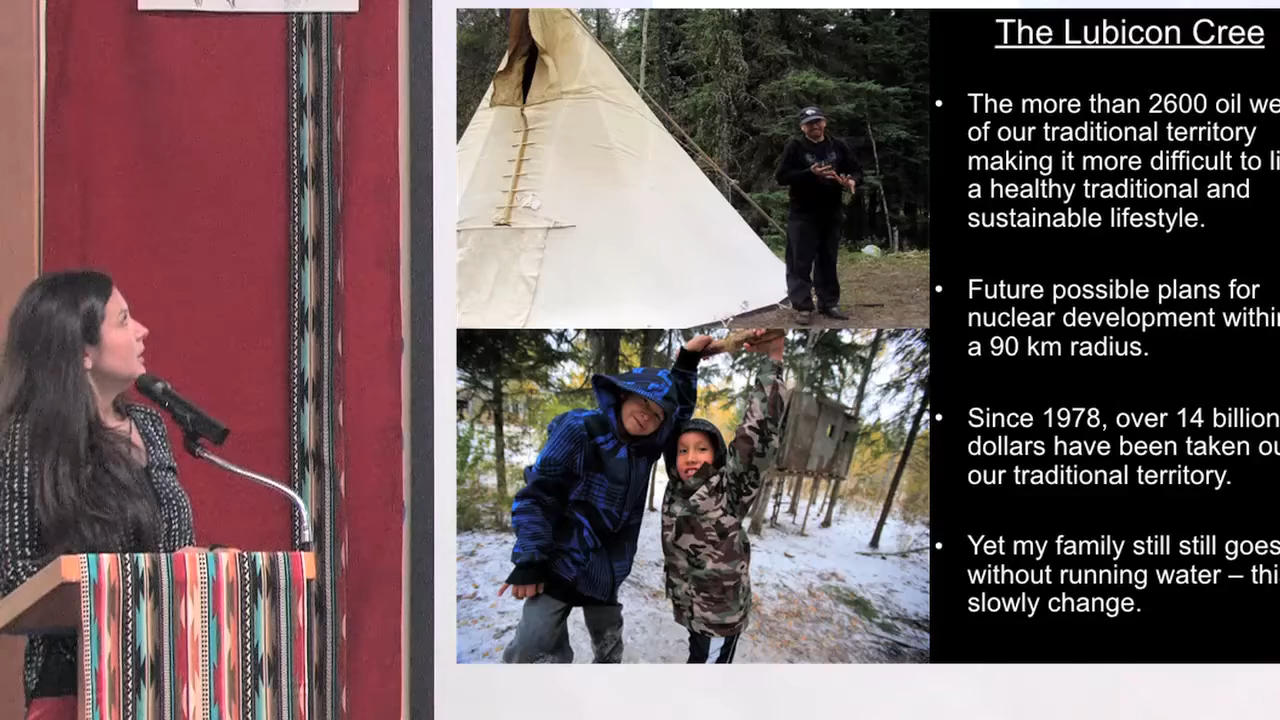 The Lubicon Cree
• The more than 2600 oil we
of our traditional territory
making it more difficult to li
a healthy traditional and
sustainable lifestyle.
• Future possible plans for
nuclear development within
a 90 km radius.
• Since 1978, over 14 billion
dollars have been taken ou
our traditional territory.
• Yet my family still still goes
without running water – thi
slowly change.